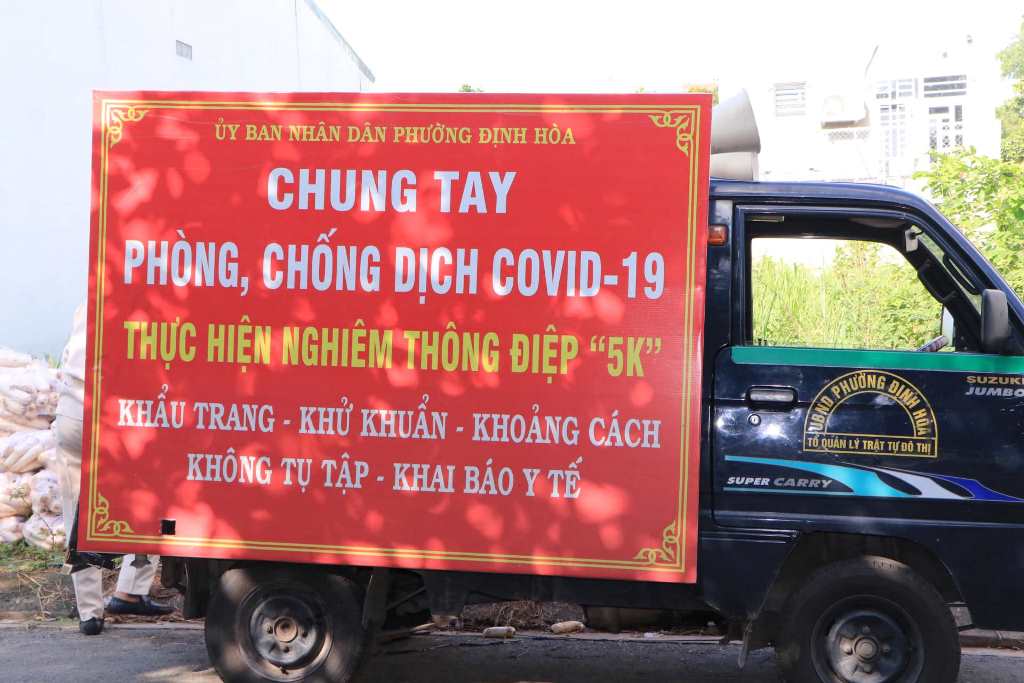 ỦY BAN NHÂN DÂN PHƯỜNG ĐỊNH HÒA
CHUNG TAY
PHÒNG, CHỐNG DỊCH COVID-19
THỰC HIỆN NGHIÊM THÔNG ĐIỆP “5K”
KHẨU TRANG - KHỬ KHUẨN - KHOẢNG CÁCH
KHÔNG TỤ TẬP - KHAI BÁO Y TẾ
UBND PHƯỜNG ĐỊNH HÒA
TỔ QUẢN LÝ TRẬT TỰ ĐÔ THỊ
SUZUKI
JUMBO
SUPER CARRY